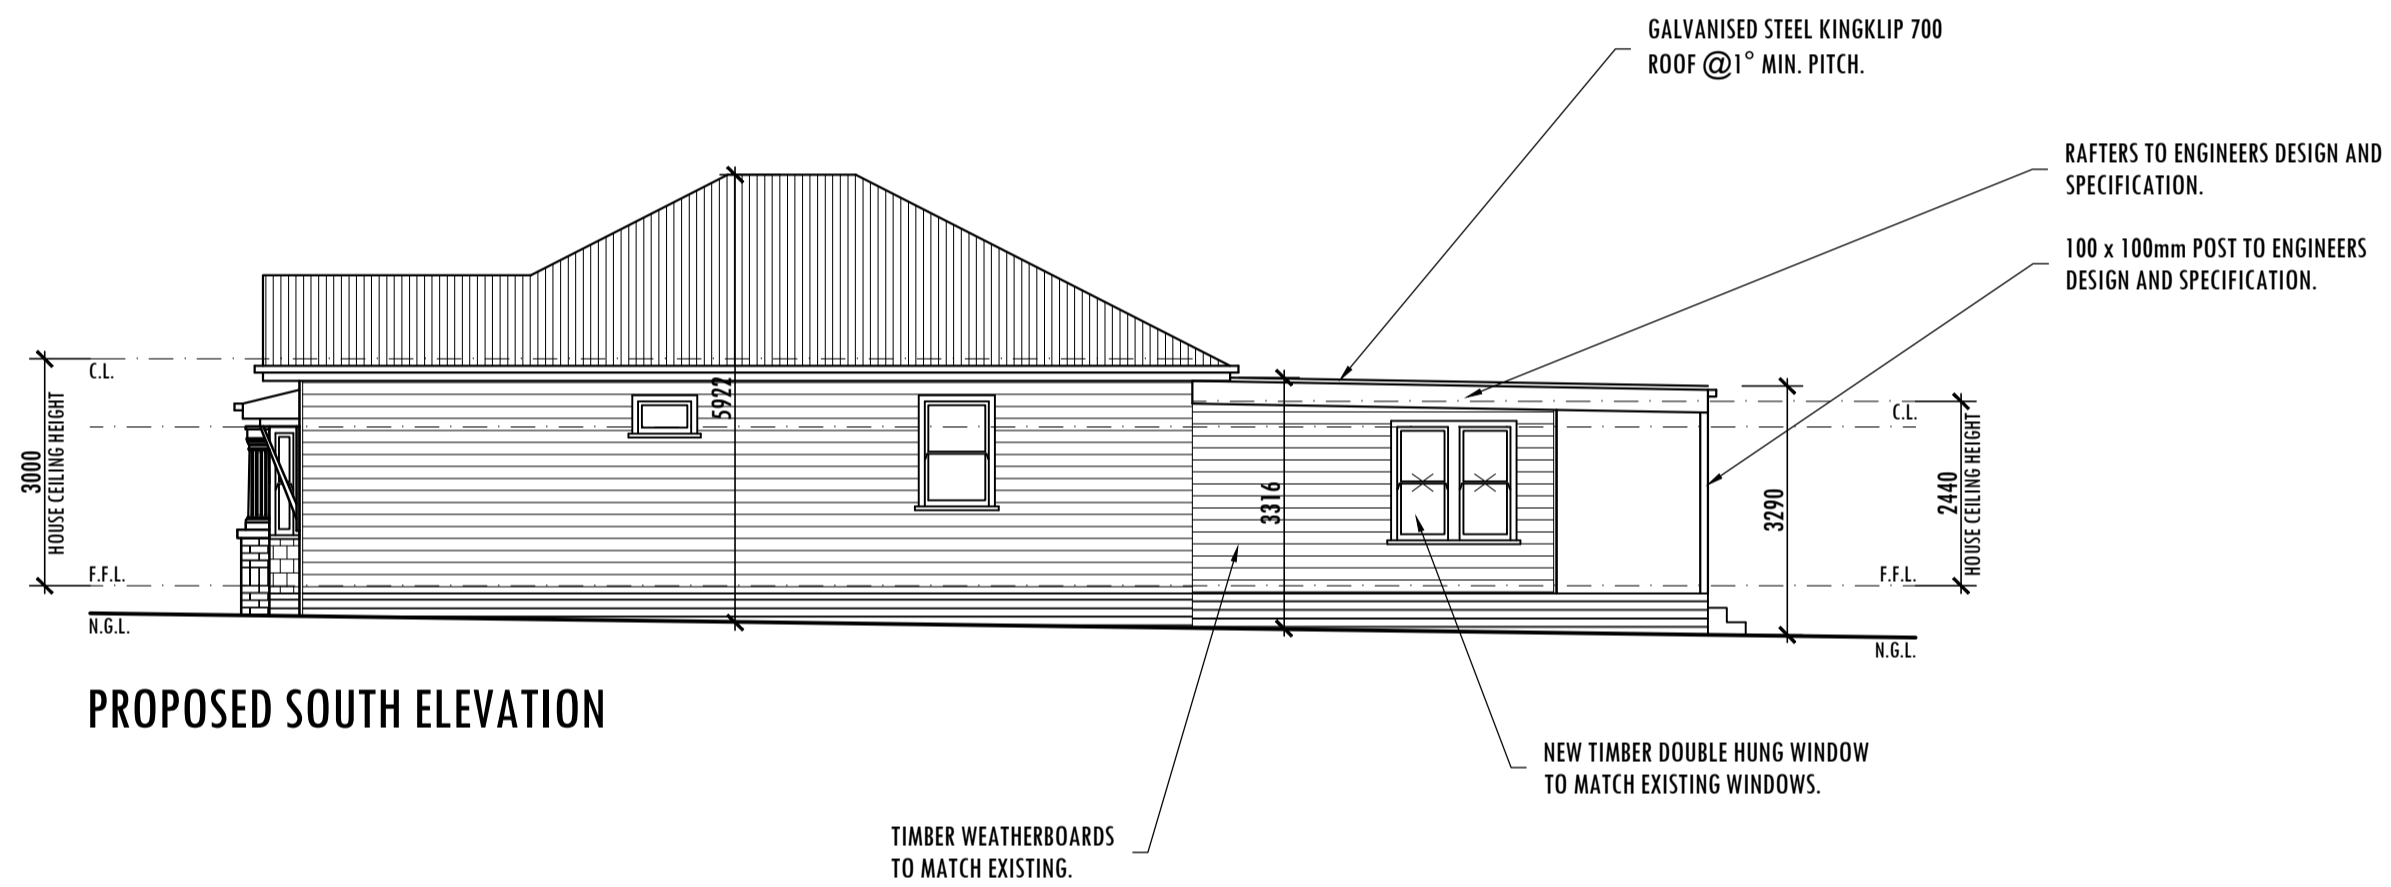 GALVANISED STEEL KINGKLIP 700
ROOF @1° MIN. PITCH.
RAFTERS TO ENGINEERS DESIGN AND
SPECIFICATION.
100 x 100mm POST TO ENGINEERS
DESIGN AND SPECIFICATION.
C.L.
3000
HOUSE CEILING HEIGHT
F.F.L.
N.G.L.
5922
3316
3290
C.L.
2440
HOUSE CEILING HEIGHT
F.F.L.
N.G.L.
PROPOSED SOUTH ELEVATION
NEW TIMBER DOUBLE HUNG WINDOW
TO MATCH EXISTING WINDOWS.
TIMBER WEATHERBOARDS
TO MATCH EXISTING.